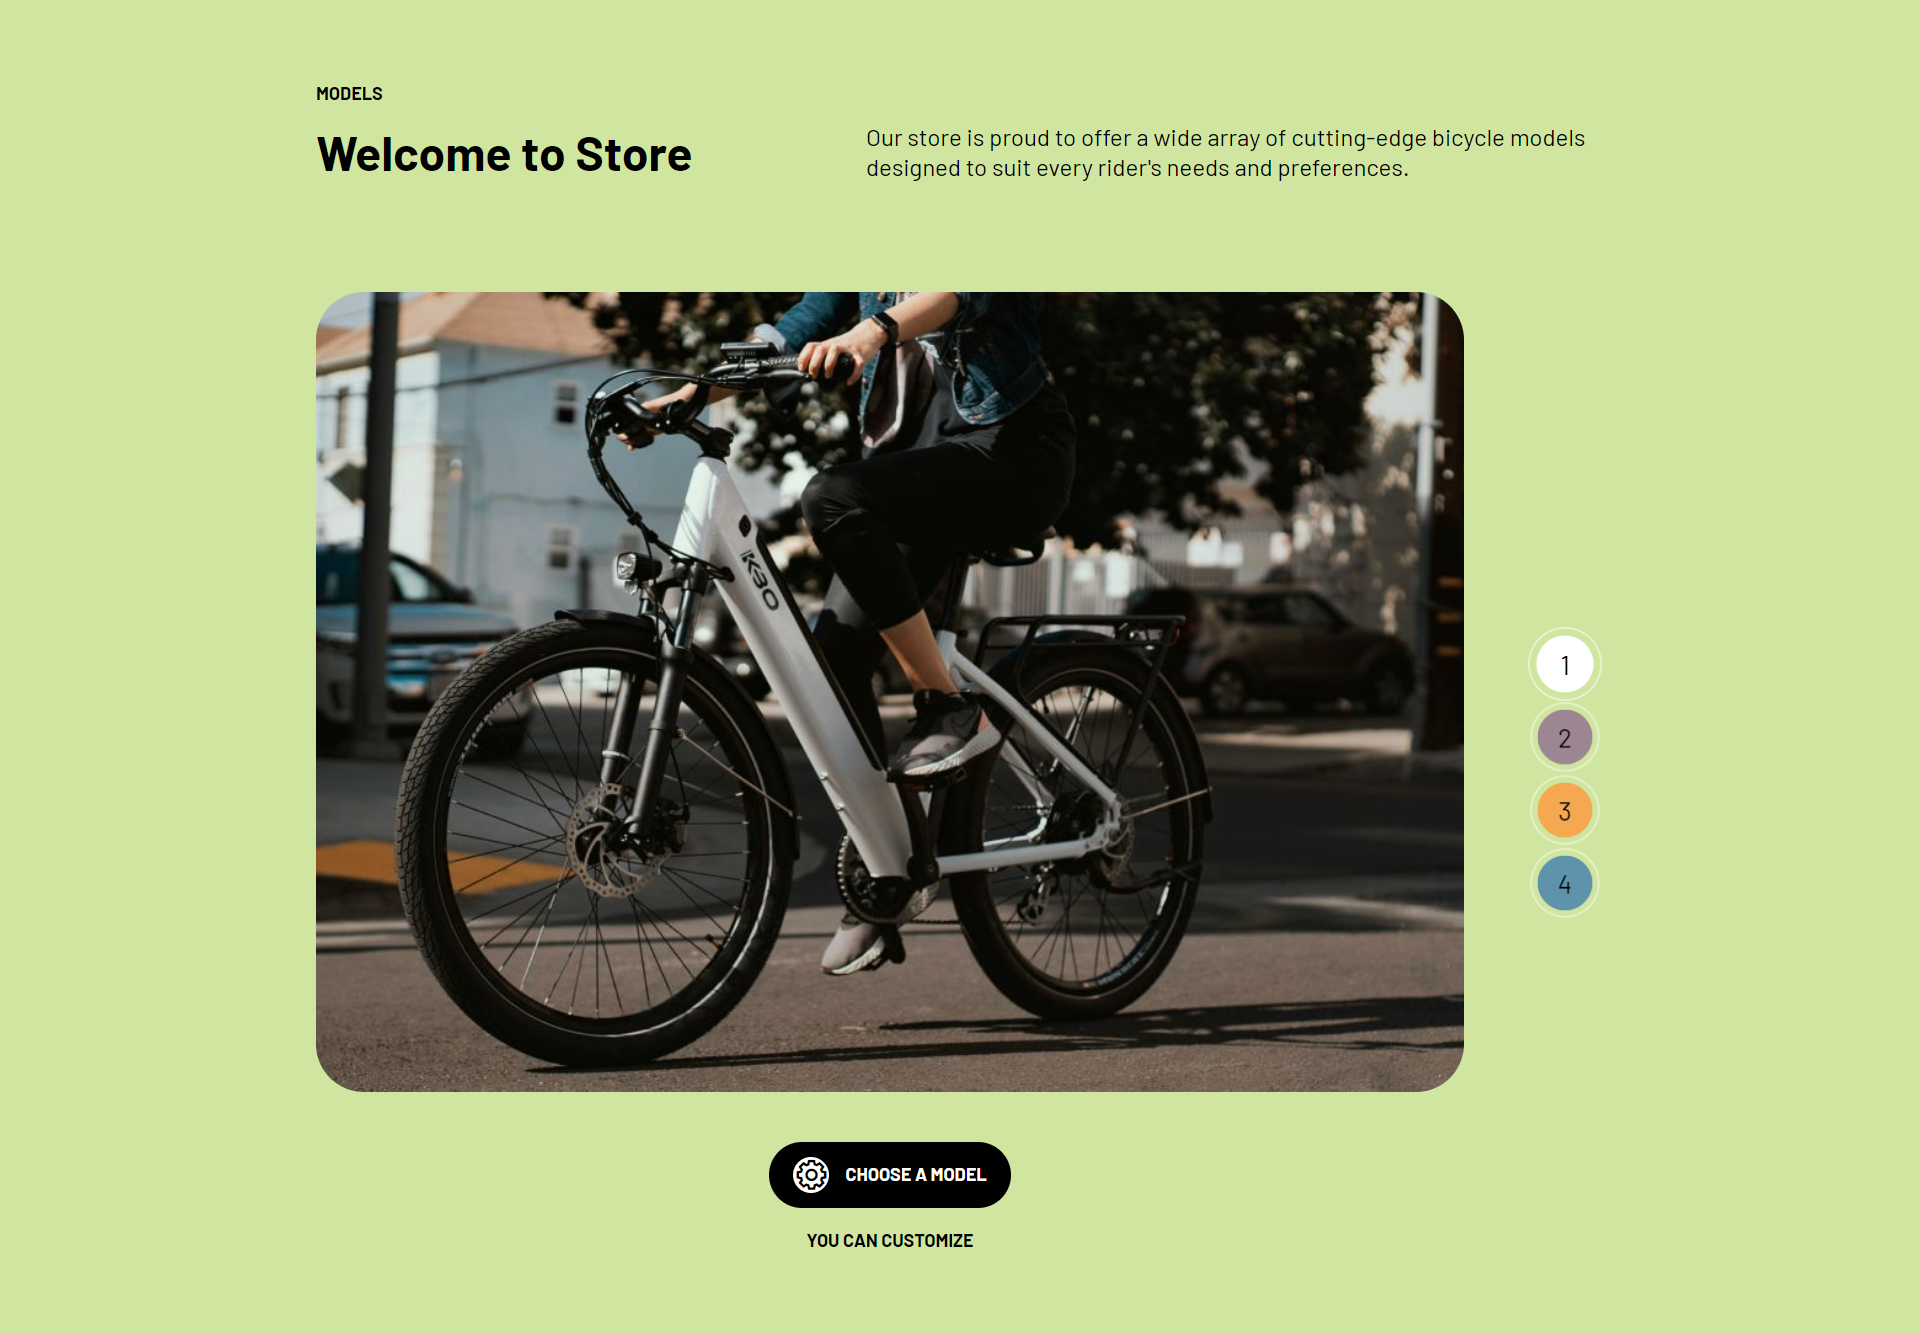 MODELS
Welcome to Store
Our store is proud to offer a wide array of cutting-edge bicycle models
designed to suit every rider's needs and preferences.
KBO
1
2
3
4
CHOOSE A MODEL
YOU CAN CUSTOMIZE